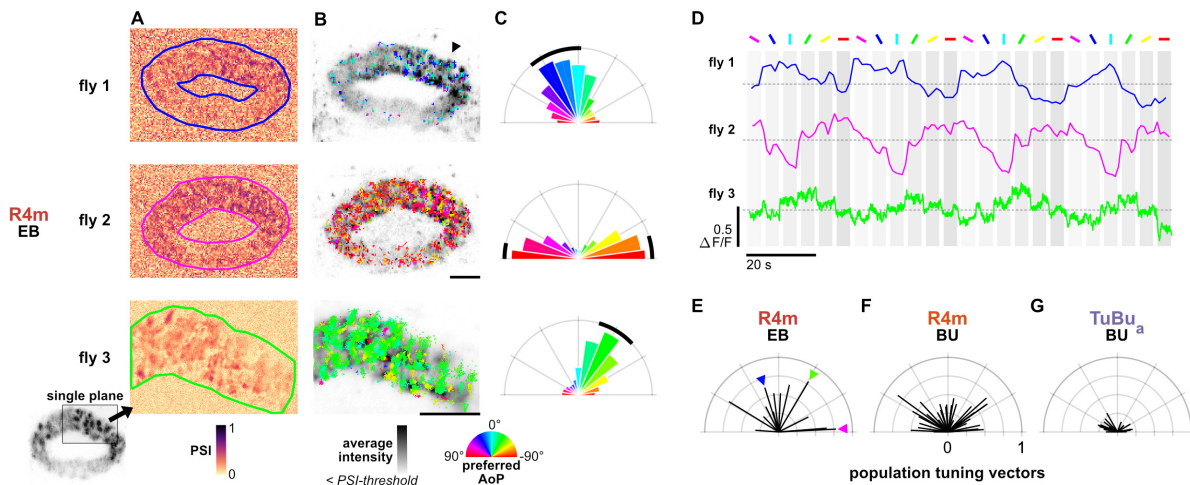 A
B
C
D
fly 1
fly 2
fly 3
R4m
EB
single plane
PSI
1
0
average
intensity
< PSI-threshold
0°
90°
-90°
preferred
AoP
fly 1
fly 2
fly 3
0.5
ΔF/F
20 s
E
F
G
R4m
EB
R4m
BU
TuBu a
BU
0
1
population tuning vectors